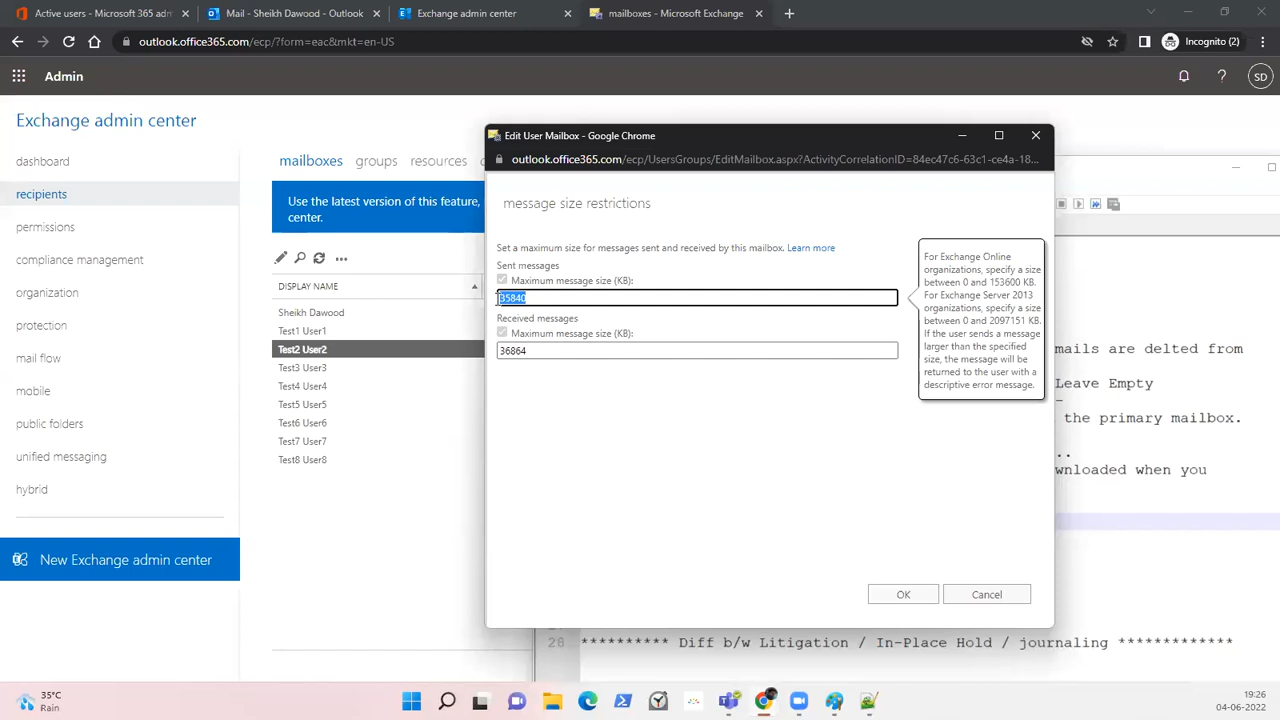 Active users - Microsoft 365 adm
Mail - Sheikh Dawood - Outlook
Exchange admin center
mailboxes - Microsoft Exchange
outlook.office365.com/ecp/?form=eac&mkt=en-US
Incognito (2)
Admin
SD
Exchange admin center
dashboard
recipients
permissions
compliance management
organization
protection
mail flow
mobile
public folders
unified messaging
hybrid
New Exchange admin center
mailboxes
groups
resources
Use the latest version of this feature,
center.
DISPLAY NAME
Sheikh Dawood
Test1 User1
Test2 User2
Test3 User3
Test4 User4
Test5 User5
Test6 User6
Test7 User7
Test8 User8
Edit User Mailbox - Google Chrome
outlook.office365.com/ecp/UsersGroups/EditMailbox.aspx?ActivityCorrelationID=84ec47c6-63c1-ce4a-18...
message size restrictions
Set a maximum size for messages sent and received by this mailbox. Learn more
Sent messages
Maximum message size (KB):
35840
Received messages
Maximum message size (KB):
36864
For Exchange Online
organizations, specify a size
between 0 and 153600 KB.
For Exchange Server 2013
organizations, specify a size
between 0 and 2097151 KB.
If the user sends a message
larger than the specified
size, the message will be
returned to the user with a
descriptive error message.
OK
Cancel
mails are delted from
Leave Empty
-
the primary mailbox.
..
wnloaded when you
28 ********** Diff b/w Litigation / In-Place Hold / journaling *************
35°C
Rain
19:26
04-06-2022